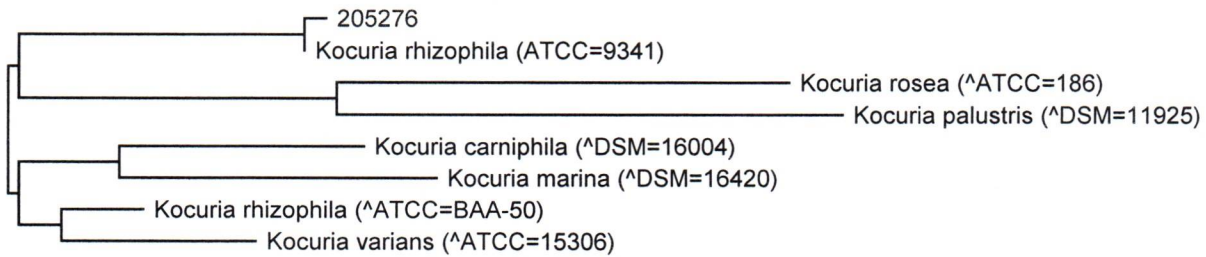 205276
Kocuria rhizophila (ATCC=9341)
Kocuria rosea (^ATCC=186)
Kocuria palustris (^DSM=11925)
Kocuria carniphila (^DSM=16004)
Kocuria marina (^DSM=16420)
Kocuria rhizophila (^ATCC=BAA-50)
Kocuria varians (^ATCC=15306)